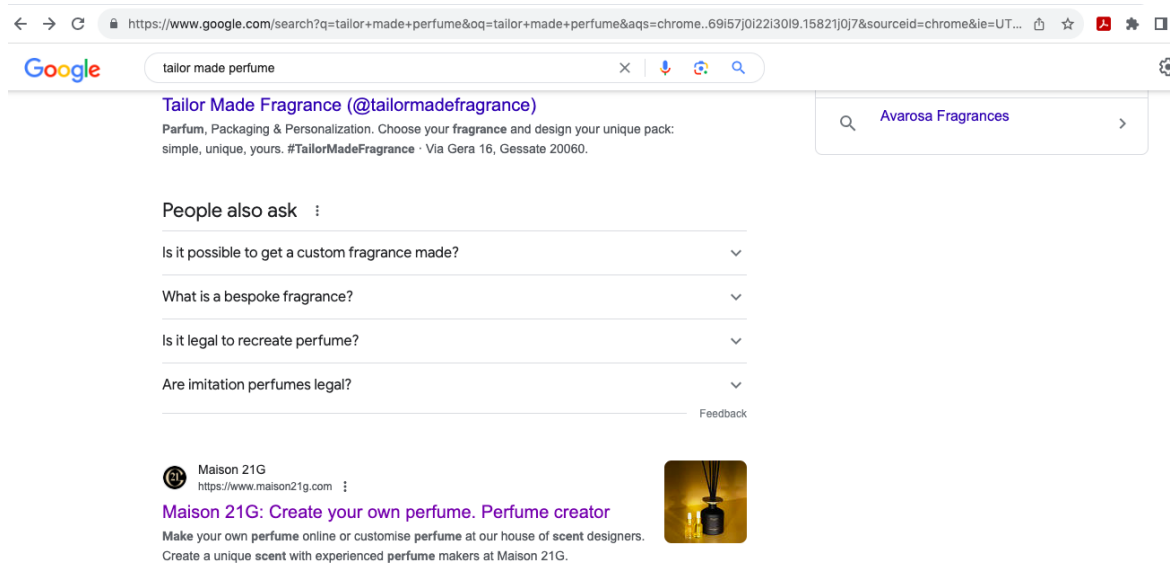 https://www.google.com/search?q=tailor+made+perfume&oq=tailor+made+perfume&aqs=chrome..69i57j0i22i30l9.15821j0j7&sourceid=chrome&ie=UT...
Google
tailor made perfume
Tailor Made Fragrance (@tailormadefragrance)
Parfum, Packaging & Personalization. Choose your fragrance and design your unique pack:
simple, unique, yours. #TailorMadeFragrance · Via Gera 16, Gessate 20060.
Avarosa Fragrances
People also ask
Is it possible to get a custom fragrance made?
What is a bespoke fragrance?
Is it legal to recreate perfume?
Are imitation perfumes legal?
Feedback
21G
Maison 21G
https://www.maison21g.com
Maison 21G: Create your own perfume. Perfume creator
Make your own perfume online or customise perfume at our house of scent designers.
Create a unique scent with experienced perfume makers at Maison 21G.